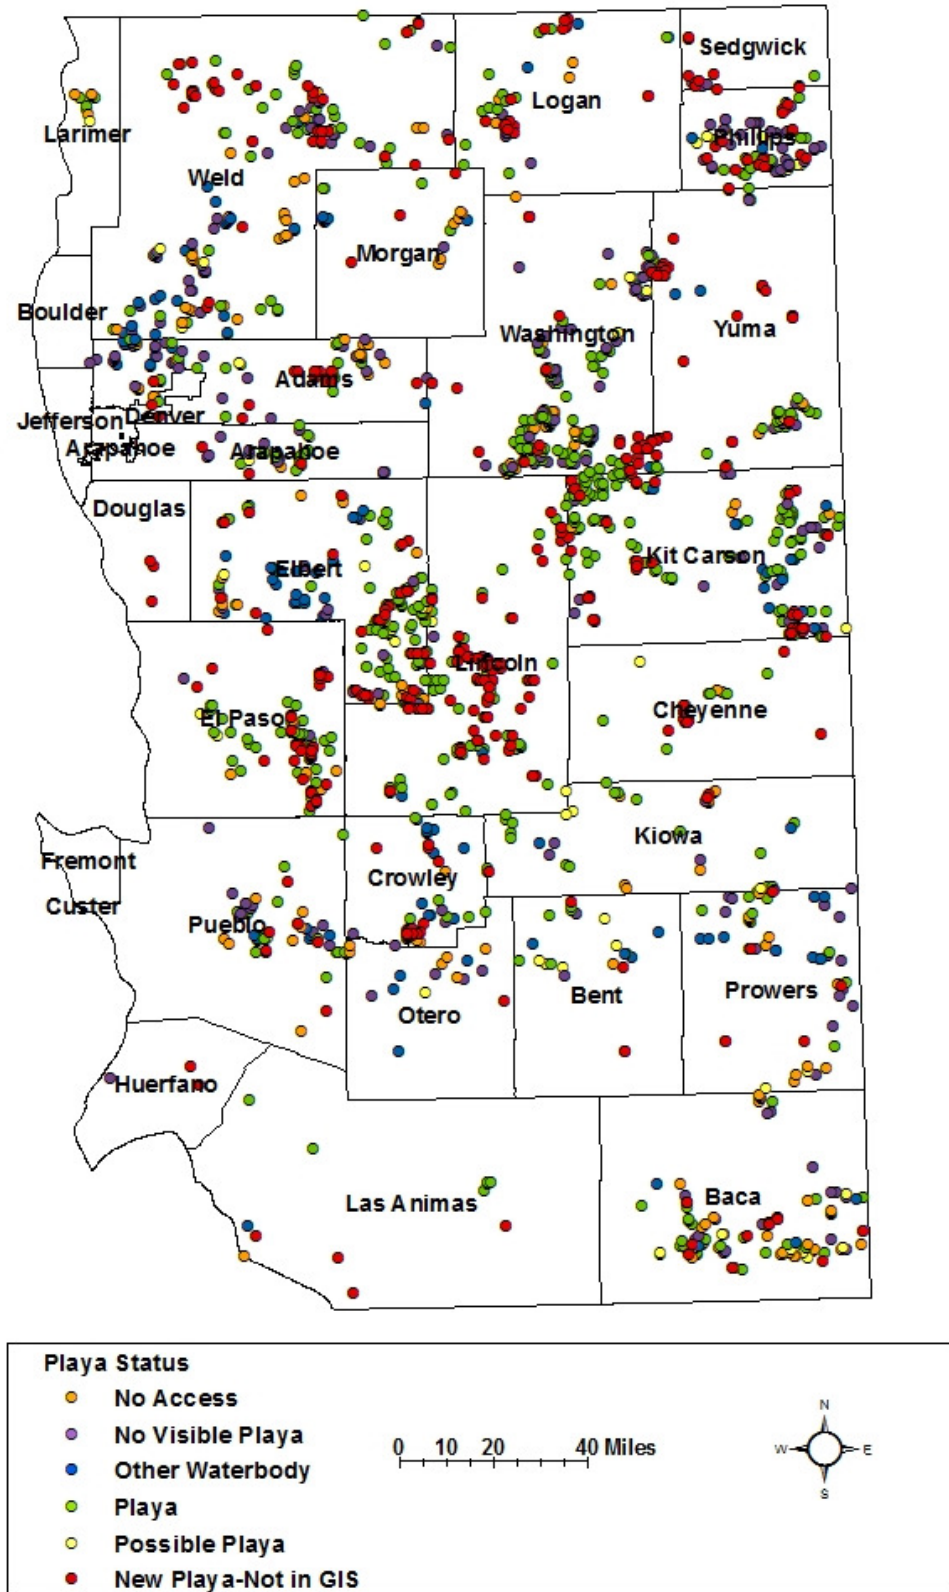 Sedgwick
Logan
Larimer
Phillips
Weld
Morgan
Boulder
Washington
Yuma
Adams
Jefferson
Denver
Arapahoe
Arapahoe
Douglas
Elbert
Kit Carson
Lincoln
El Paso
Cheyenne
Kiowa
Fremont
Crowley
Custer
Pueblo
Prowers
Bent
Otero
Huerfano
Las Animas
Baca
Playa Status
No Access
No Visible Playa
Other Waterbody
Playa
Possible Playa
New Playa-Not in GIS
0 10 20 40 Miles
N
W E
S